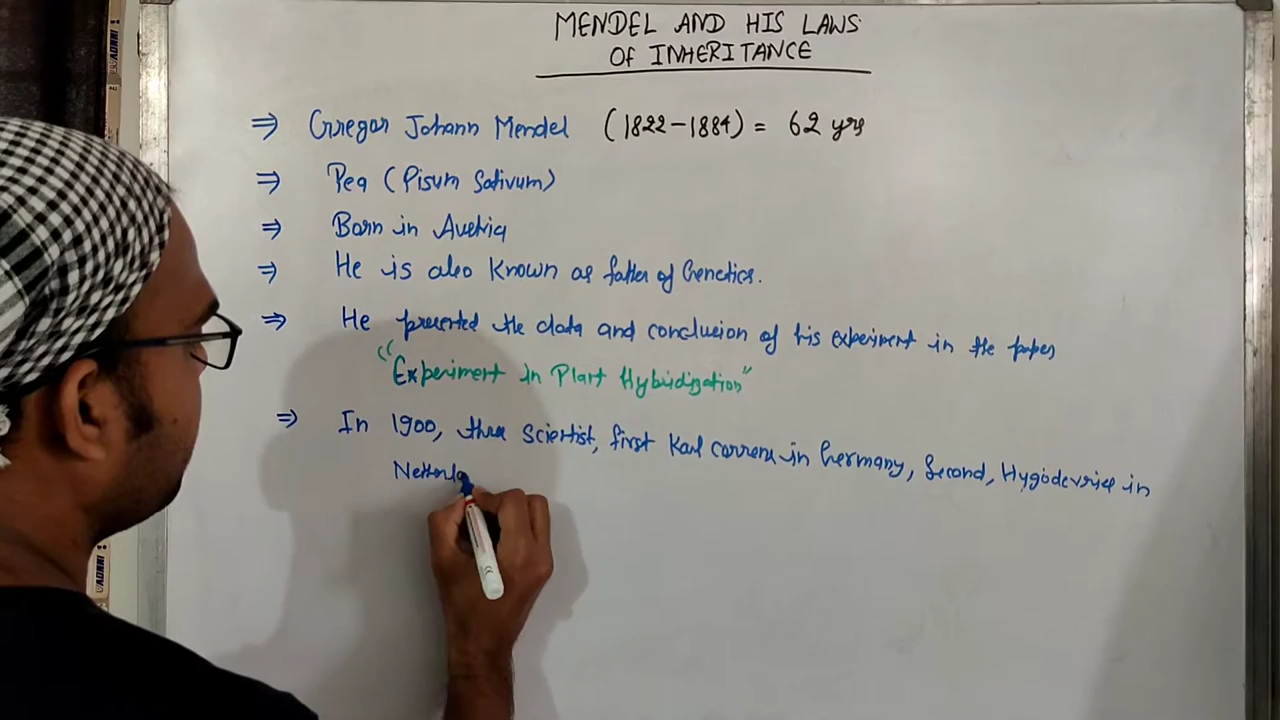 MENDEL AND HIS LAWS
Of INHERITANCE
⇒ Gregor Johann Mendel (1822-1884) = 62 yrs
⇒ Pea (Pisum Sativum)
⇒ Born in Austria
⇒ He is also Known as father of Genetics.
⇒ He presented the data and conclusion of his experiment in the paper
"Experiment in Plant Hybridization"
⇒ In 1900, three Scientist, first Karl correns in Germany, Second, Hygodevries in
Netherla